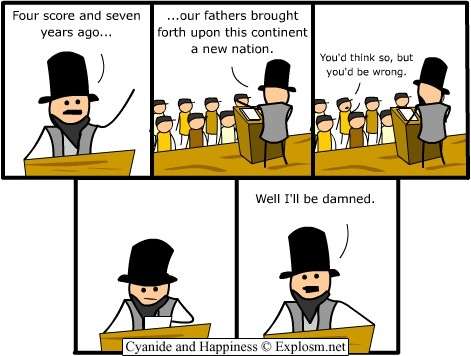 Four score and seven
years ago...
...our fathers brought
forth upon this continent
a new nation.
You'd think so, but
you'd be wrong.
Well I'll be damned.
Cyanide and Happiness © Explosm.net